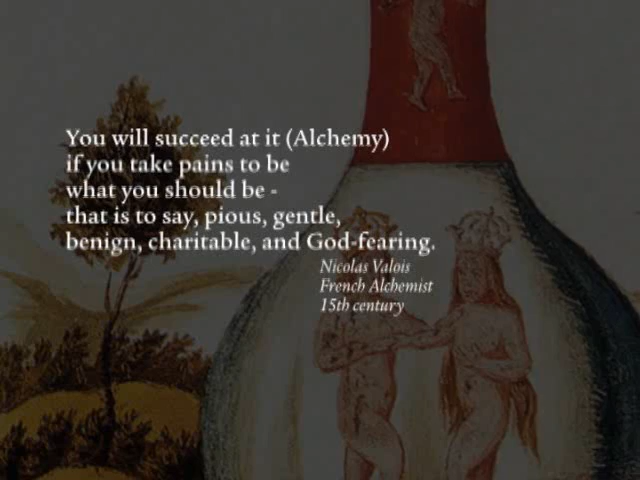 You will succeed at it (Alchemy)
if you take pains to be
what you should be -
that is to say, pious, gentle,
benign, charitable, and God-fearing.
Nicolas Valois
French Alchemist
15th century